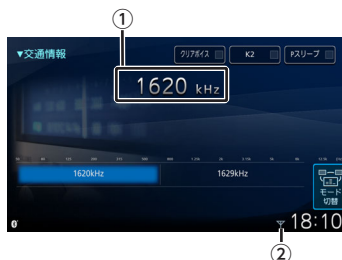 ①
▼交通情報
クリアボイス
K2
Pスリープ
1620 kHz
1620kHz
1629kHz
モード
切替
18:10
②